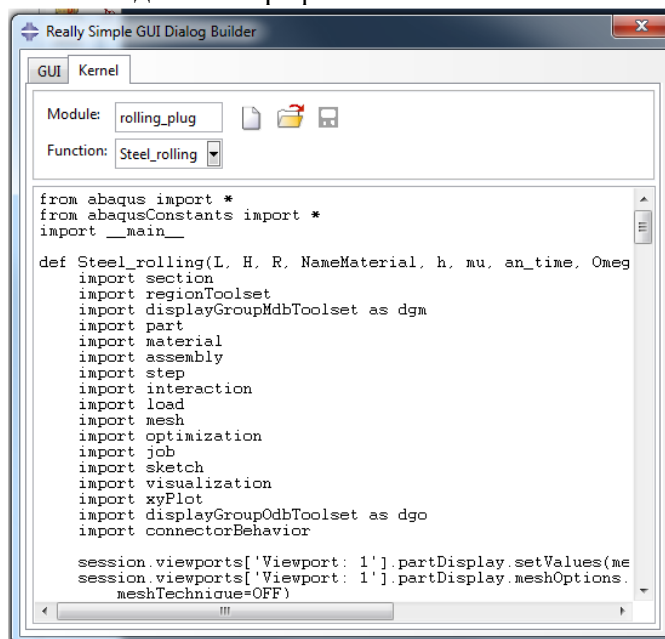 Really Simple GUI Dialog Builder
GUI Kernel
Module: rolling_plug
Function: Steel_rolling
from abaqus import *
from abaqusConstants import *
import __main__
def Steel_rolling(L, H, R, NameMaterial, h, mu, an_time, Omeg
import section
import regionToolset
import displayGroupMdbToolset as dgm
import part
import material
import assembly
import step
import interaction
import load
import mesh
import optimization
import job
import sketch
import visualization
import xyPlot
import displayGroupOdbToolset as dgo
import connectorBehavior
session.viewports['Viewport: 1'].partDisplay.setValues(me
session.viewports['Viewport: 1'].partDisplay.meshOptions.
meshTechnique=OFF)